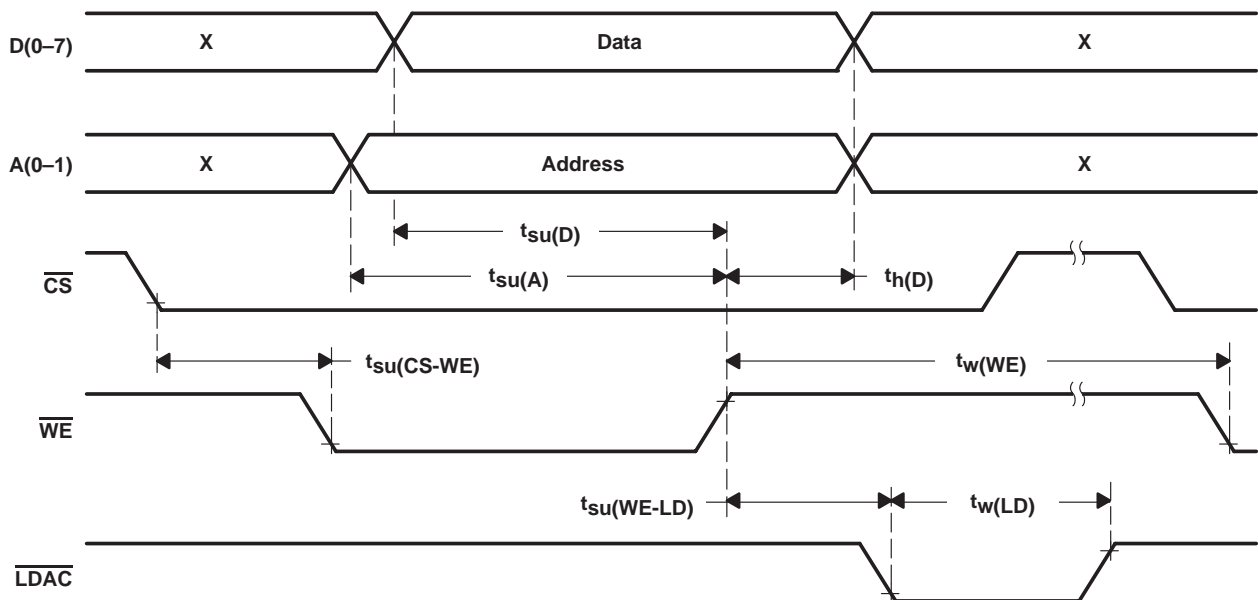 D(0–7) X Data X
A(0–1) X Address X
tsu(D)
CS tsu(A) th(D)
tsu(CS-WE) tw(WE)
WE
tsu(WE-LD) tw(LD)
LDAC